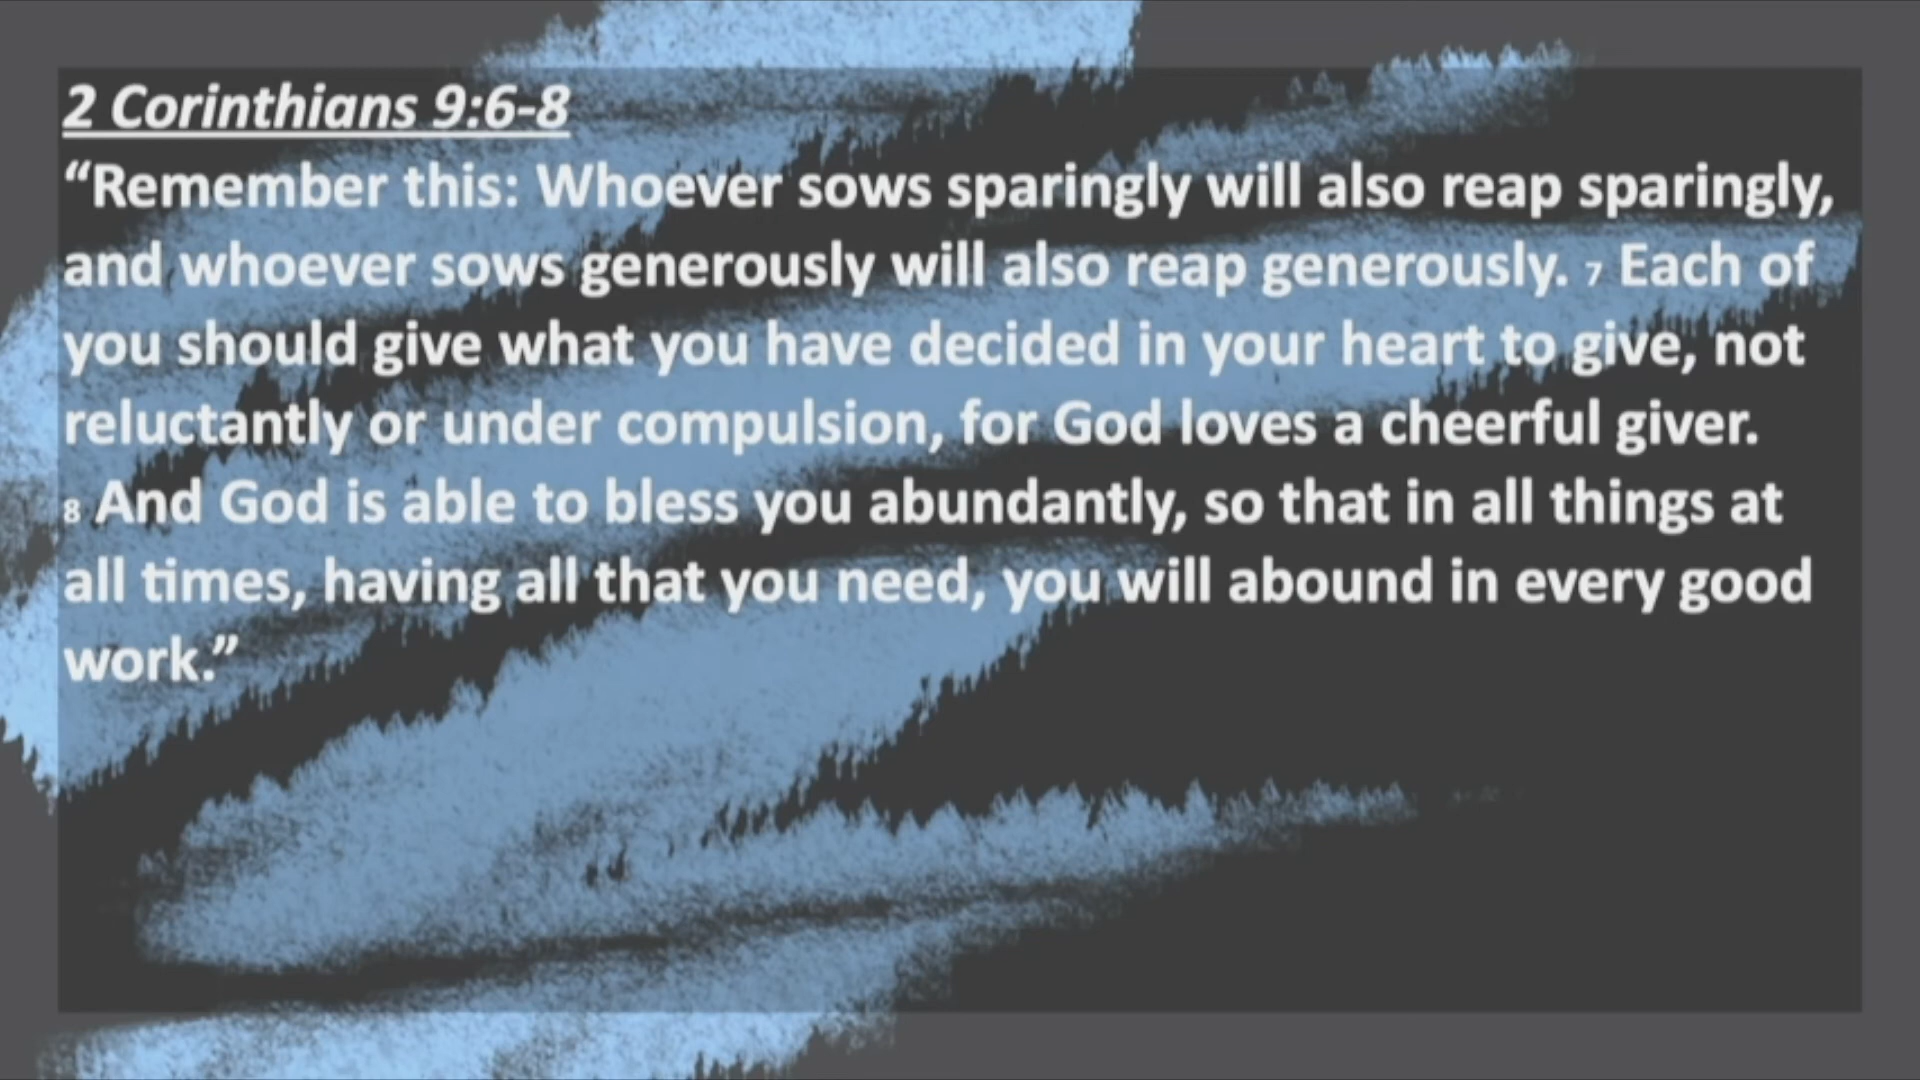 2 Corinthians 9:6-8
“Remember this: Whoever sows sparingly will also reap sparingly,
and whoever sows generously will also reap generously. 7 Each of
you should give what you have decided in your heart to give, not
reluctantly or under compulsion, for God loves a cheerful giver.
8 And God is able to bless you abundantly, so that in all things at
all times, having all that you need, you will abound in every good
work.”